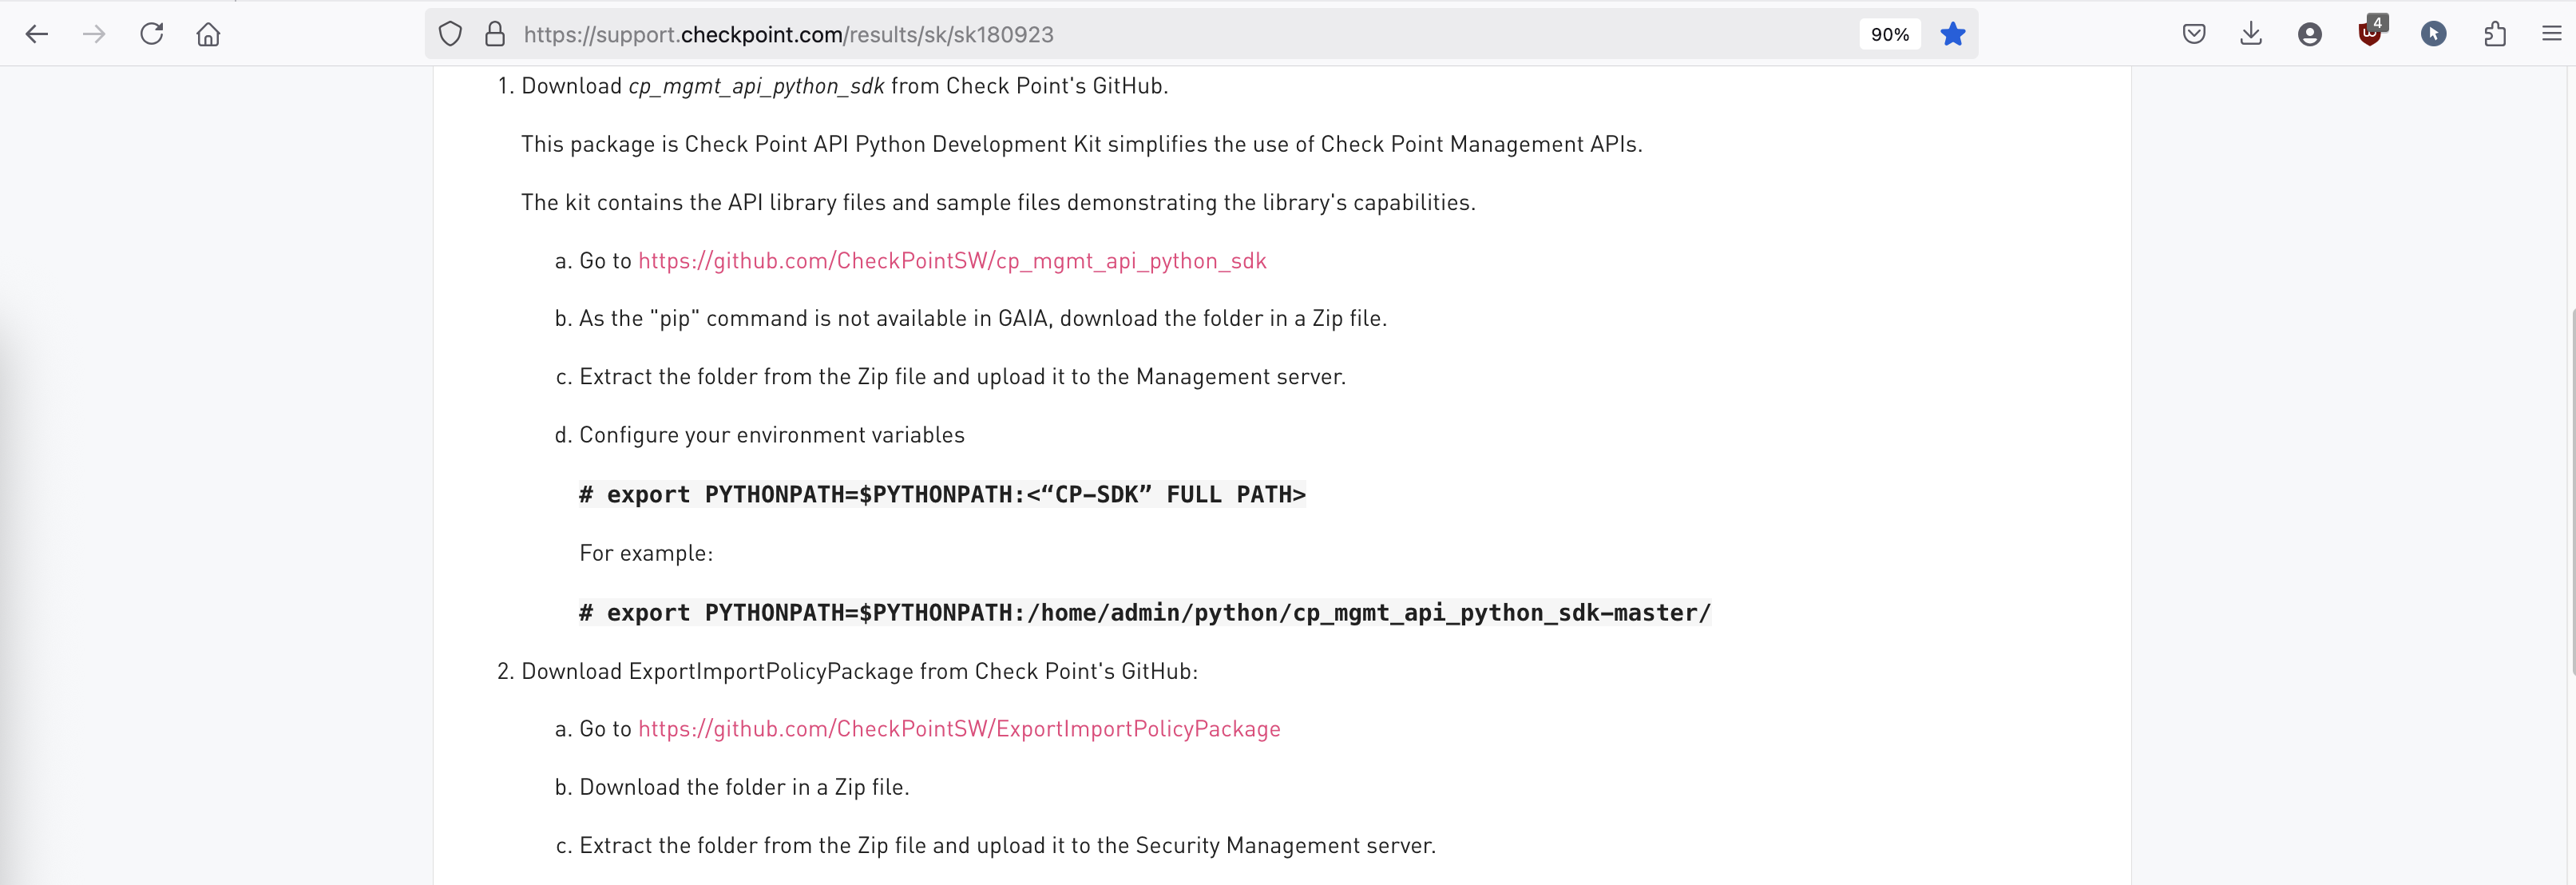 https://support.checkpoint.com/results/sk/sk180923
90%
4
1. Download cp_mgmt_api_python_sdk from Check Point's GitHub.
This package is Check Point API Python Development Kit simplifies the use of Check Point Management APIs.
The kit contains the API library files and sample files demonstrating the library's capabilities.
a. Go to https://github.com/CheckPointSW/cp_mgmt_api_python_sdk
b. As the "pip" command is not available in GAIA, download the folder in a Zip file.
c. Extract the folder from the Zip file and upload it to the Management server.
d. Configure your environment variables
# export PYTHONPATH=$PYTHONPATH:<“CP-SDK” FULL PATH>
For example:
# export PYTHONPATH=$PYTHONPATH:/home/admin/python/cp_mgmt_api_python_sdk-master/
2. Download ExportImportPolicyPackage from Check Point's GitHub:
a. Go to https://github.com/CheckPointSW/ExportImportPolicyPackage
b. Download the folder in a Zip file.
c. Extract the folder from the Zip file and upload it to the Security Management server.